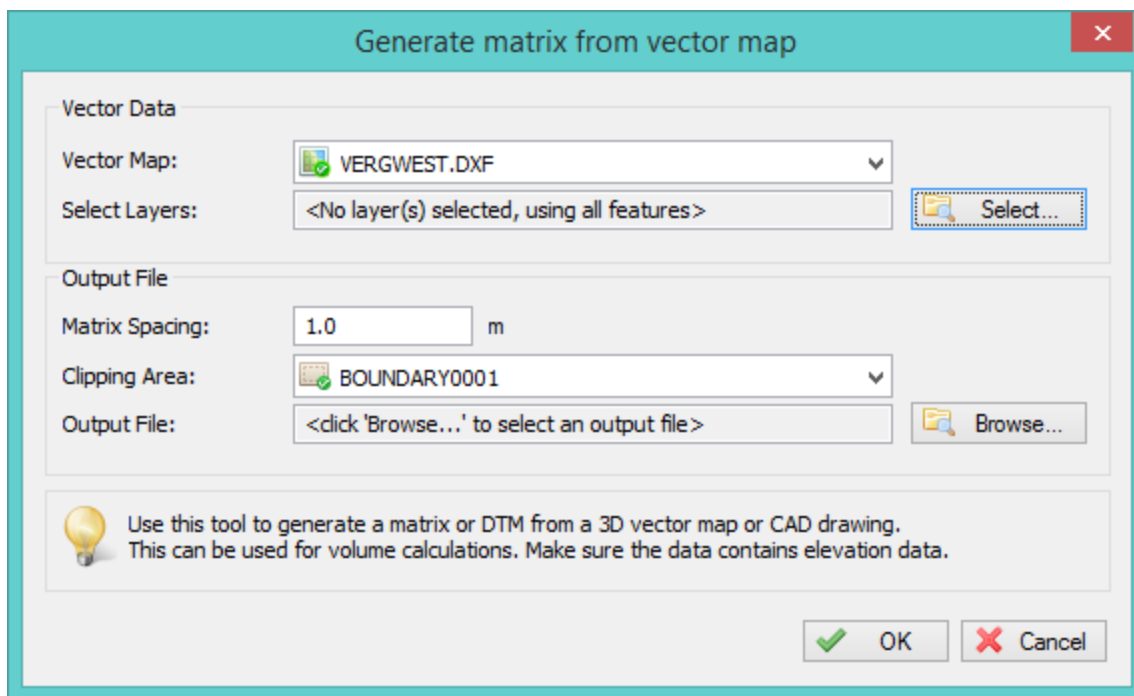 Generate matrix from vector map
Vector Data
Vector Map: VERGWEST.DXF
Select Layers: <No layer(s) selected, using all features> Select...
Output File
Matrix Spacing: 1.0 m
Clipping Area: BOUNDARY0001
Output File: <click 'Browse...' to select an output file> Browse...
Use this tool to generate a matrix or DTM from a 3D vector map or CAD drawing.
This can be used for volume calculations. Make sure the data contains elevation data.
OK Cancel